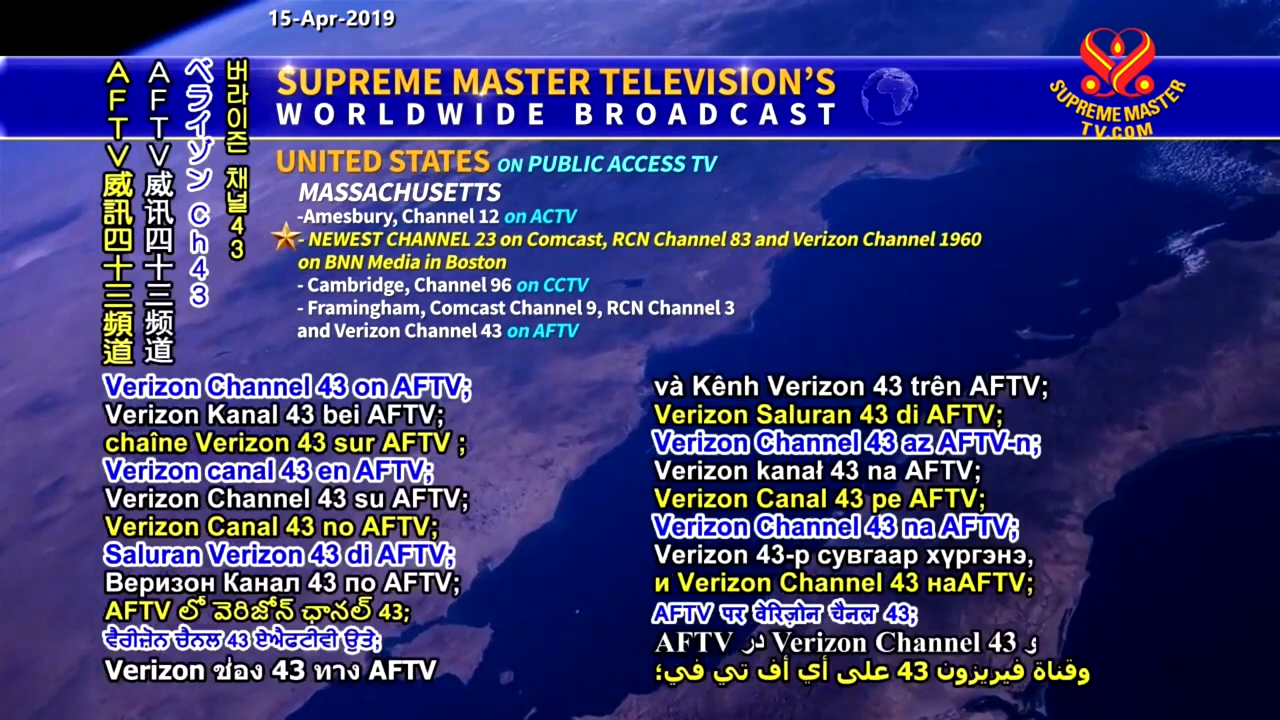 15-Apr-2019
SUPREME MASTER TELEVISION'S
WORLDWIDE BROADCAST
SUPREME MASTER
TV.COM
AFTV威訊四十三頻道
AFTV威讯四十三频道
ベライゾン Ch43
버라이즌 채널43
UNITED STATES ON PUBLIC ACCESS TV
MASSACHUSETTS
-Amesbury, Channel 12 on ACTV
- NEWEST CHANNEL 23 on Comcast, RCN Channel 83 and Verizon Channel 1960
on BNN Media in Boston
- Cambridge, Channel 96 on CCTV
- Framingham, Comcast Channel 9, RCN Channel 3
and Verizon Channel 43 on AFTV
Verizon Channel 43 on AFTV;
Verizon Kanal 43 bei AFTV;
chaîne Verizon 43 sur AFTV ;
Verizon canal 43 en AFTV;
Verizon Channel 43 su AFTV;
Verizon Canal 43 no AFTV;
Saluran Verizon 43 di AFTV;
Веризон Канал 43 по AFTV;
AFTV లో వెరిజోన్ ఛానల్ 43;
ਵੈਰੀਜ਼ੋਨ ਚੈਨਲ 43 ਏਐਫਟੀਵੀ ਉੱਤੇ;
Verizon ช่อง 43 ทาง AFTV
và Kênh Verizon 43 trên AFTV;
Verizon Saluran 43 di AFTV;
Verizon Channel 43 az AFTV-n;
Verizon kanał 43 na AFTV;
Verizon Canal 43 pe AFTV;
Verizon Channel 43 na AFTV;
Verizon 43-р сувгаар хүргэнэ,
и Verizon Channel 43 наAFTV;
AFTV पर वेरिज़ोन चैनल 43;
و Verizon Channel 43 در AFTV
وقناة فيريزون 43 على أي أف تي في؛